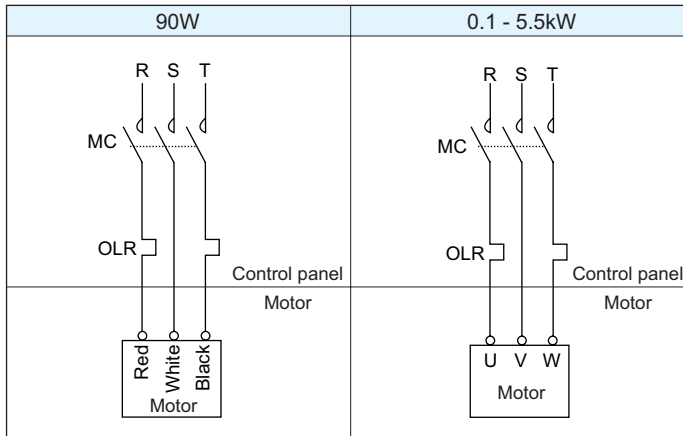 90W
0.1 - 5.5kW
R S T
MC
OLR
Control panel
Motor
Red
White
Black
Motor
R S T
MC
OLR
Control panel
Motor
U V W
Motor